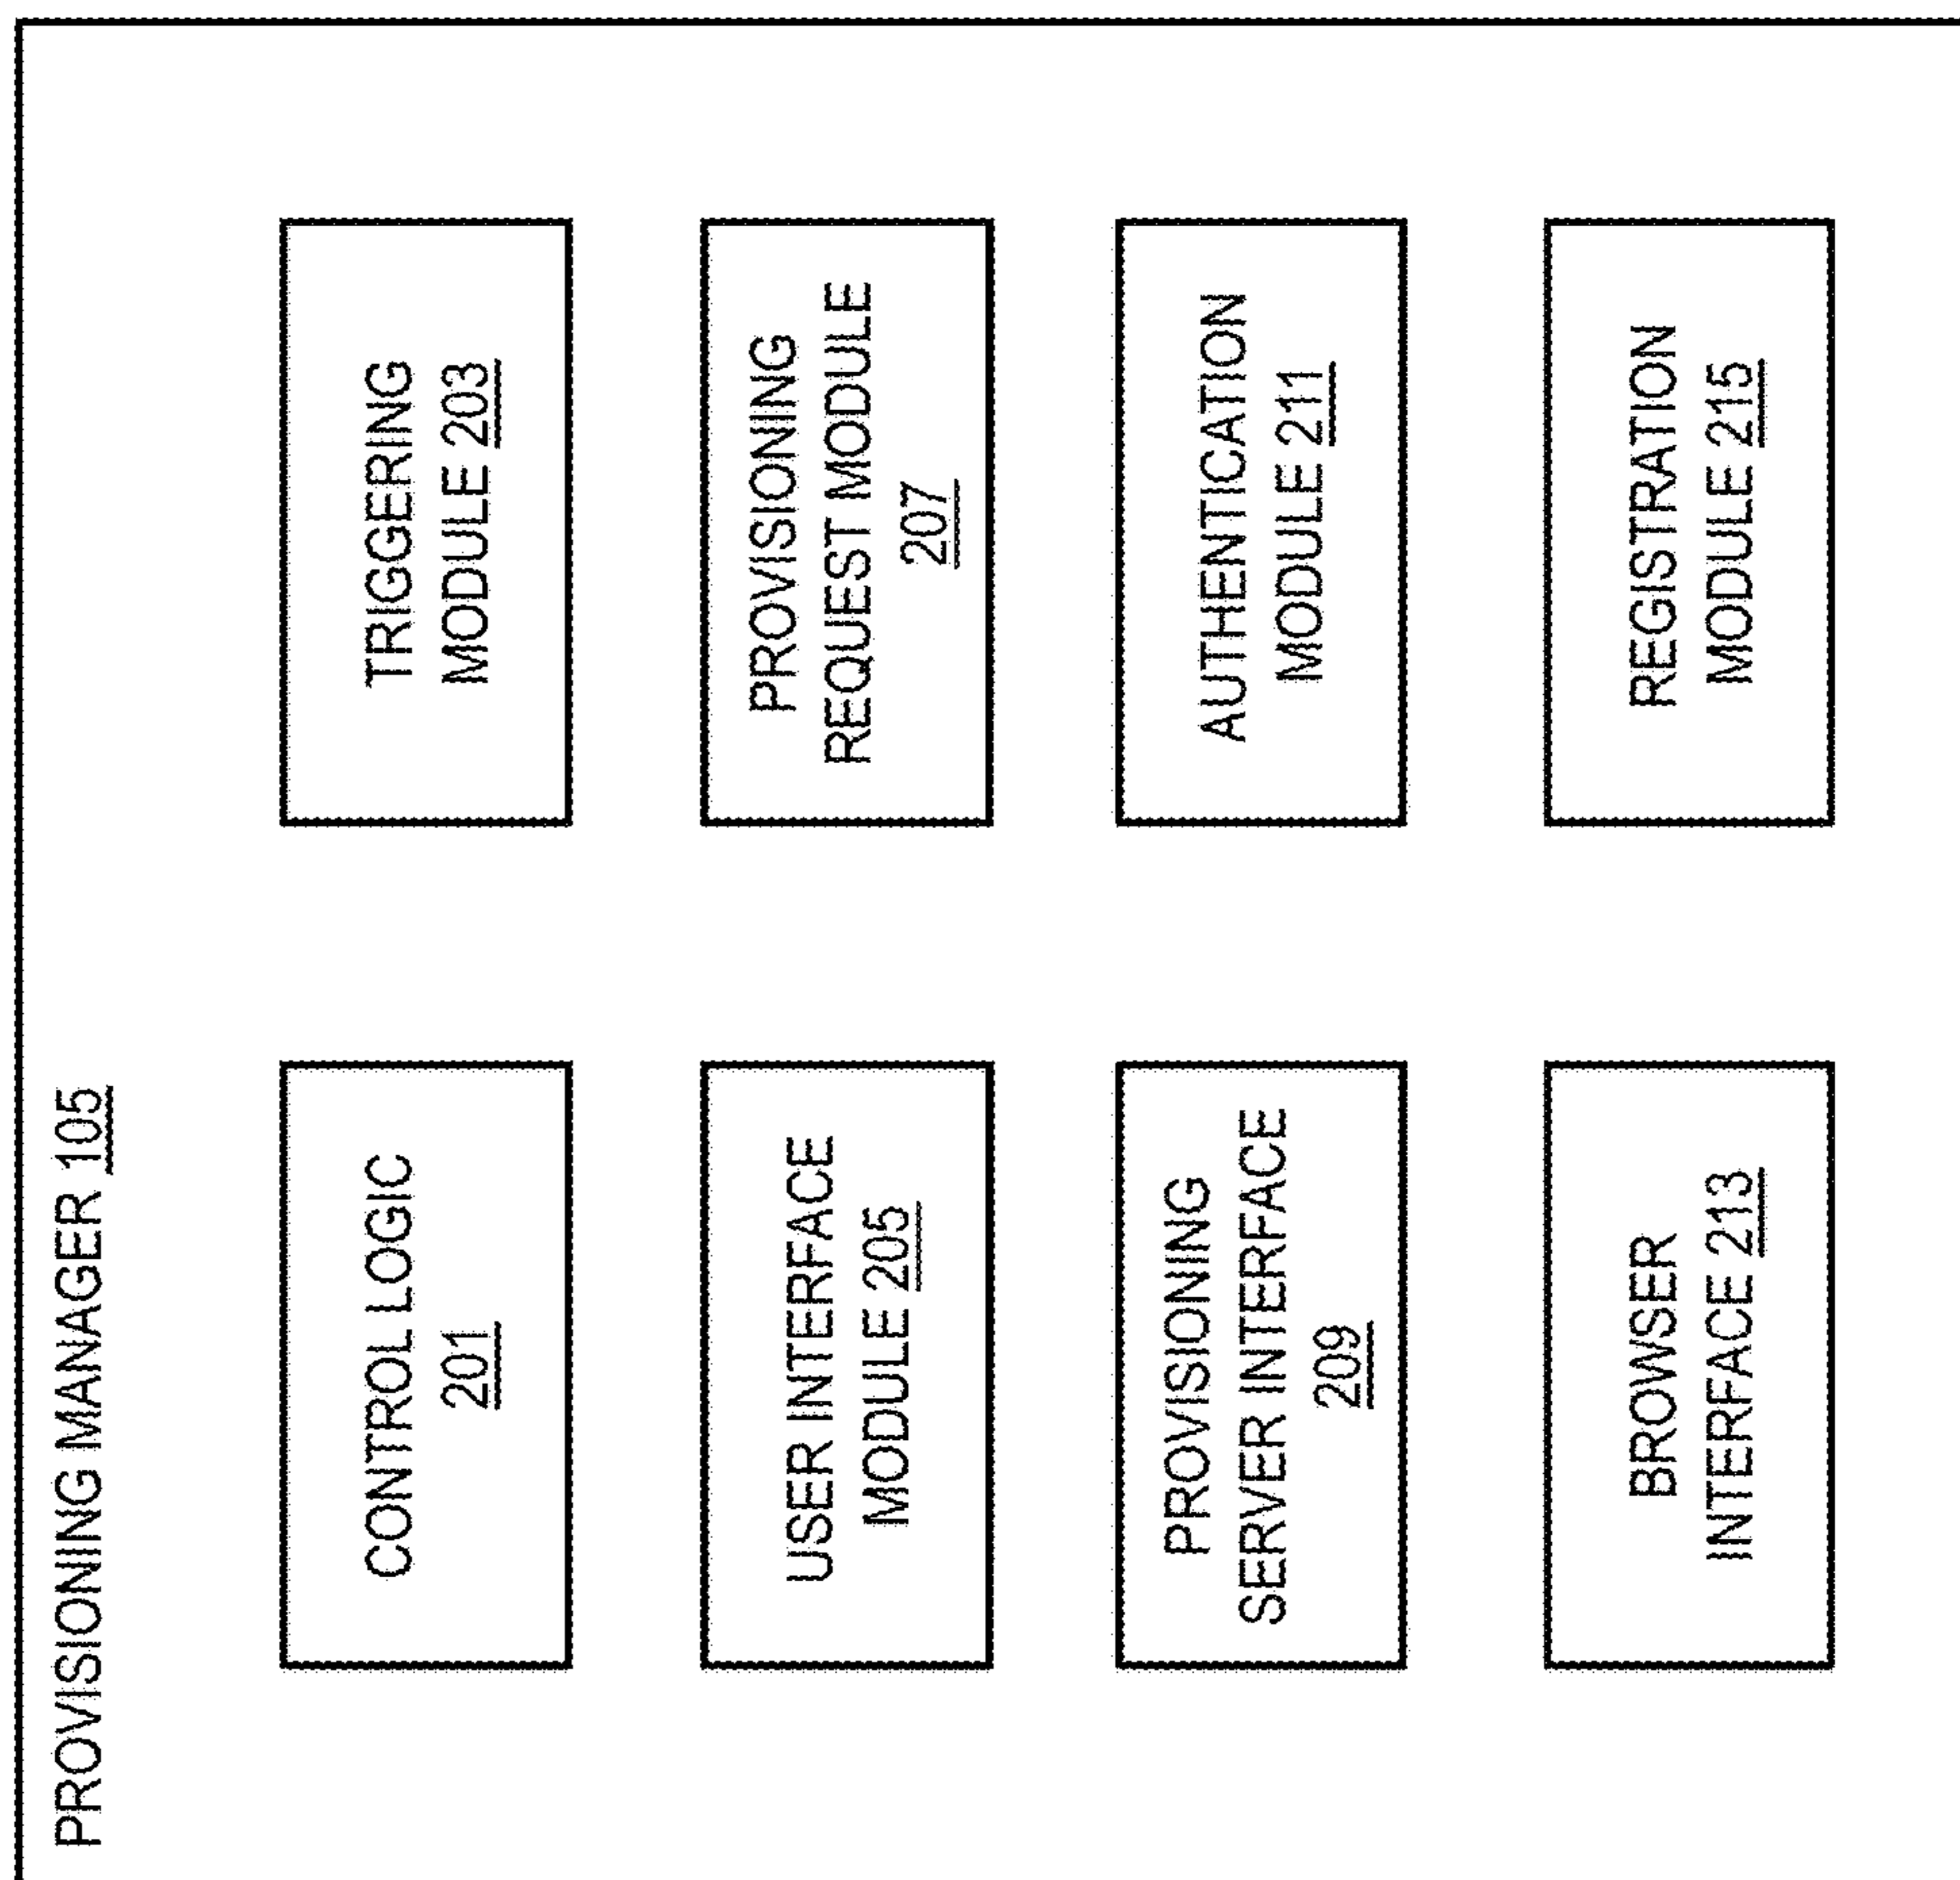 PROVISIONING MANAGER 105
CONTROL LOGIC
201
TRIGGERING
MODULE 203
USER INTERFACE
MODULE 205
PROVISIONING
REQUEST MODULE
207
PROVISIONING
SERVER INTERFACE
209
AUTHENTICATION
MODULE 211
BROWSER
INTERFACE 213
REGISTRATION
MODULE 215